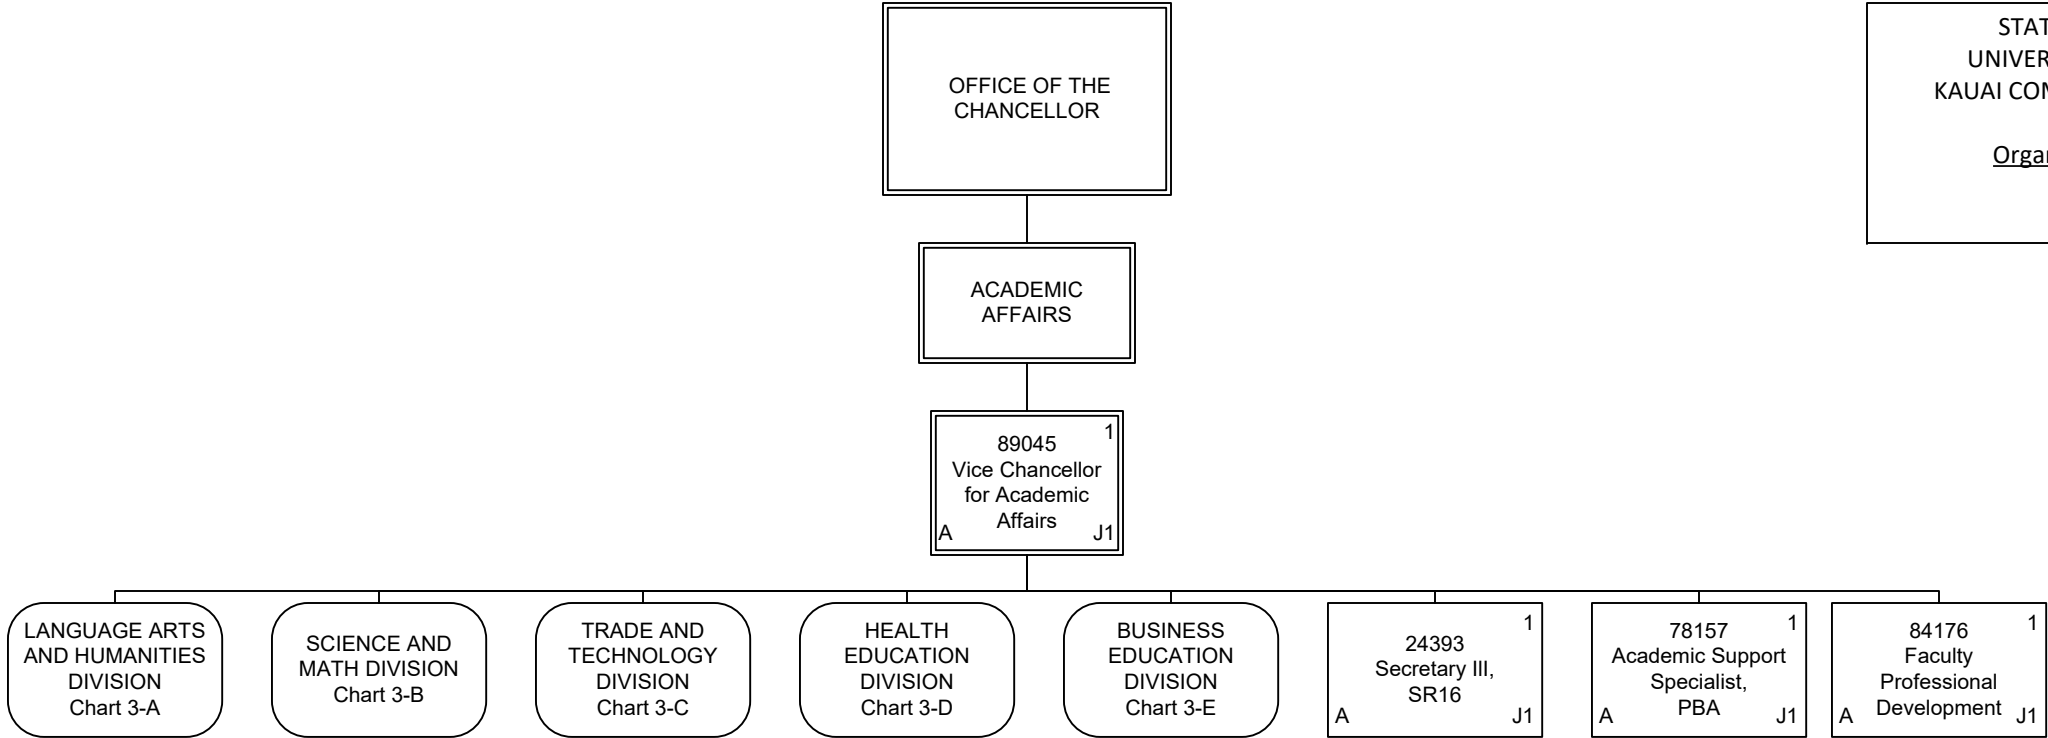 OFFICE OF THE
CHANCELLOR
STAT
UNIVER
KAUAI COM
Organ
ACADEMIC
AFFAIRS
1
89045
Vice Chancellor
for Academic
Affairs
A J1
LANGUAGE ARTS
AND HUMANITIES
DIVISION
Chart 3-A
SCIENCE AND
MATH DIVISION
Chart 3-B
TRADE AND
TECHNOLOGY
DIVISION
Chart 3-C
HEALTH
EDUCATION
DIVISION
Chart 3-D
BUSINESS
EDUCATION
DIVISION
Chart 3-E
1
24393
Secretary III,
SR16
A J1
1
78157
Academic Support
Specialist,
PBA
A J1
1
84176
Faculty
Professional
Development
A J1